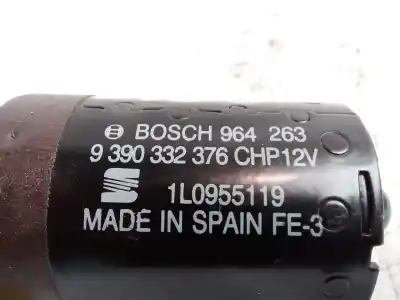 BOSCH 964 263
9 390 332 376 CHP12V
1L0955119
MADE IN SPAIN FE-3